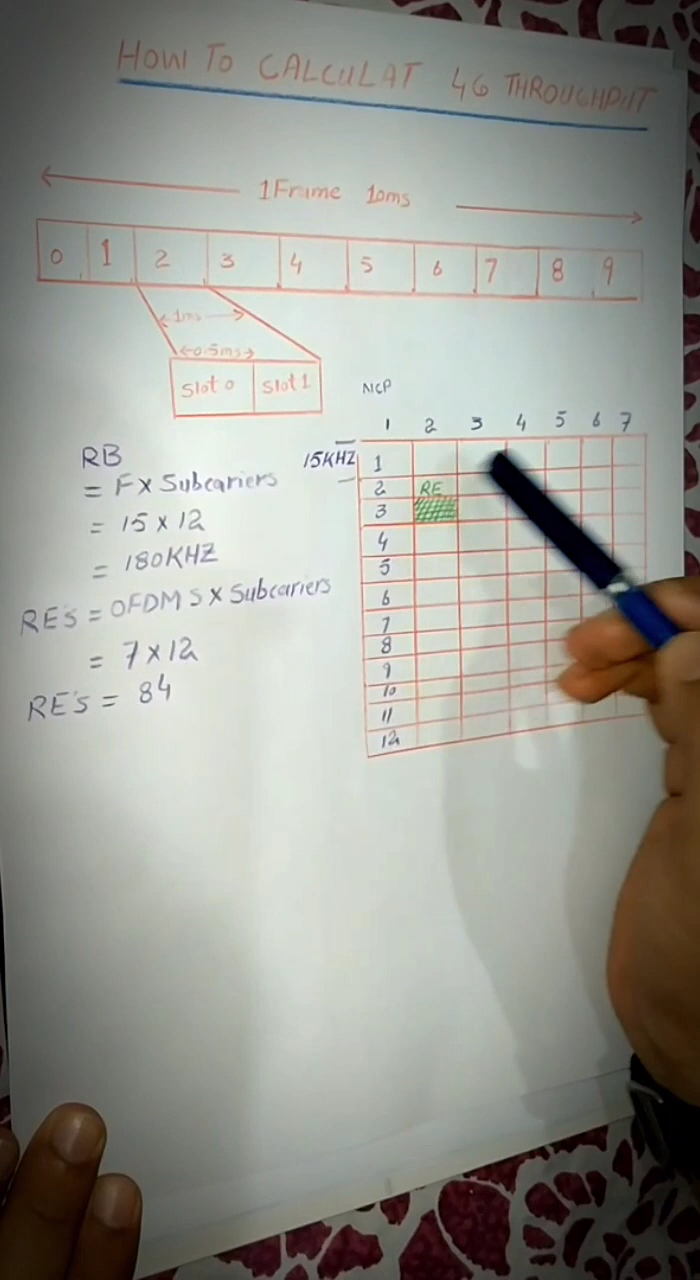 HOW TO CALCULAT 4G THROUGHPUT
1 Frame 10ms
0 1 2 3 4 5 6 7 8 9
1ms
0.5ms
Slot 0 Slot 1
NCP
1 2 3 4 5 6 7
15KHZ
1
2 RE
3
4
5
6
7
8
9
10
11
12
RB
= F x Subcariers
= 15 x 12
= 180KHZ
RE'S = OFDM S x Subcariers
= 7 x 12
RE'S = 84